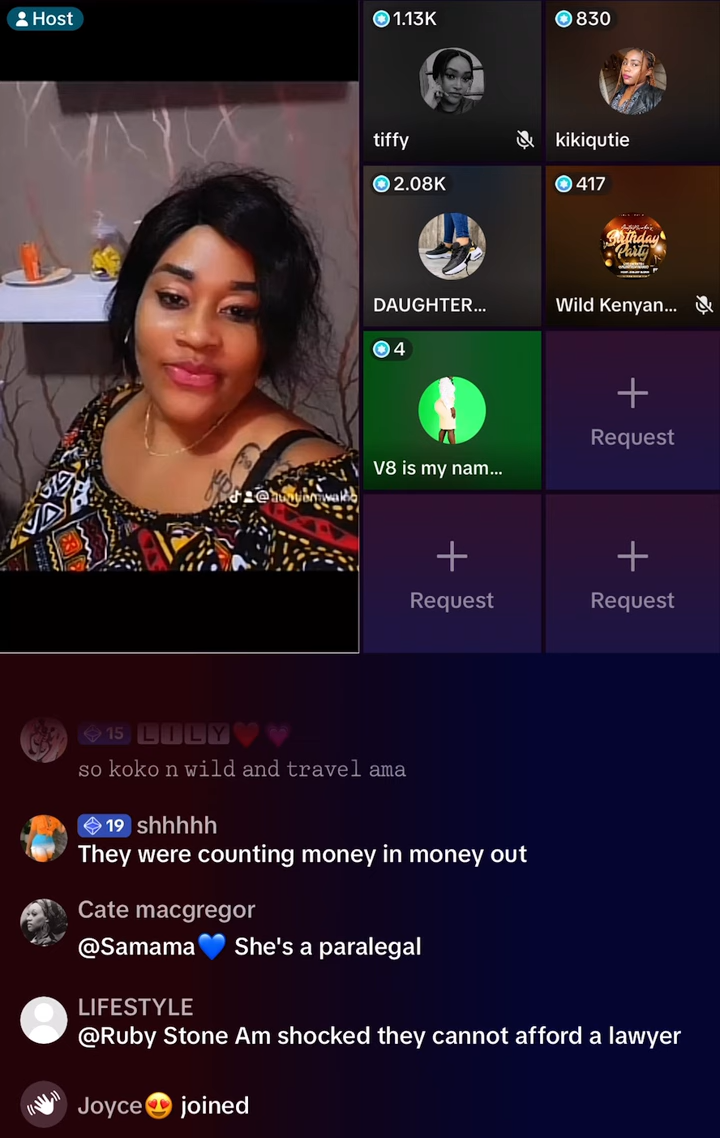 Host
1.13K
tiffy
830
kikiqutie
2.08K
DAUGHTER...
417
Birthday
Party
Wild Kenyan...
4
V8 is my nam...
+
Request
+
Request
+
Request
15 LILY❤️💗
so koko n wild and travel ama
19 shhhhh
They were counting money in money out
Cate macgregor
@Samama💙 She's a paralegal
LIFESTYLE
@Ruby Stone Am shocked they cannot afford a lawyer
Joyce😍 joined